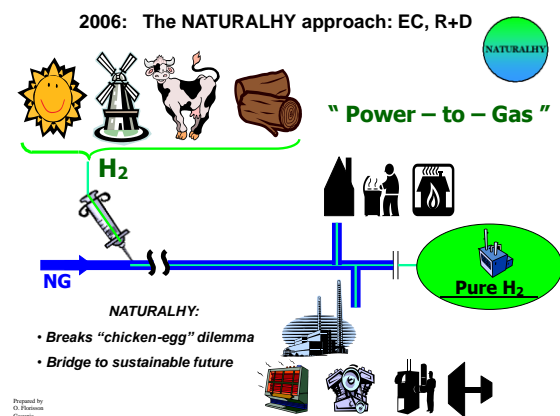 2006: The NATURALHY approach: EC, R+D
NATURALHY
“ Power – to – Gas ”
H2
NG
Pure H2
NATURALHY:
• Breaks “chicken-egg” dilemma
• Bridge to sustainable future
Prepared by
O. Florisson
Gasunie